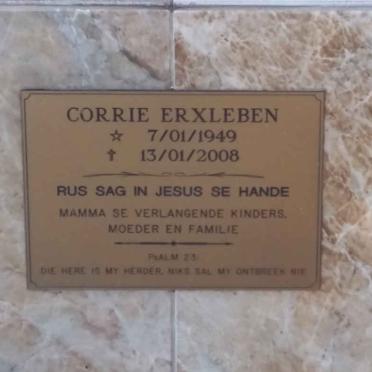 CORRIE ERXLEBEN
☆ 7/01/1949
† 13/01/2008
RUS SAG IN JESUS SE HANDE
MAMMA SE VERLANGENDE KINDERS,
MOEDER EN FAMILIE
PSALM 23:
DIE HERE IS MY HERDER, NIKS SAL MY ONTBREEK NIE